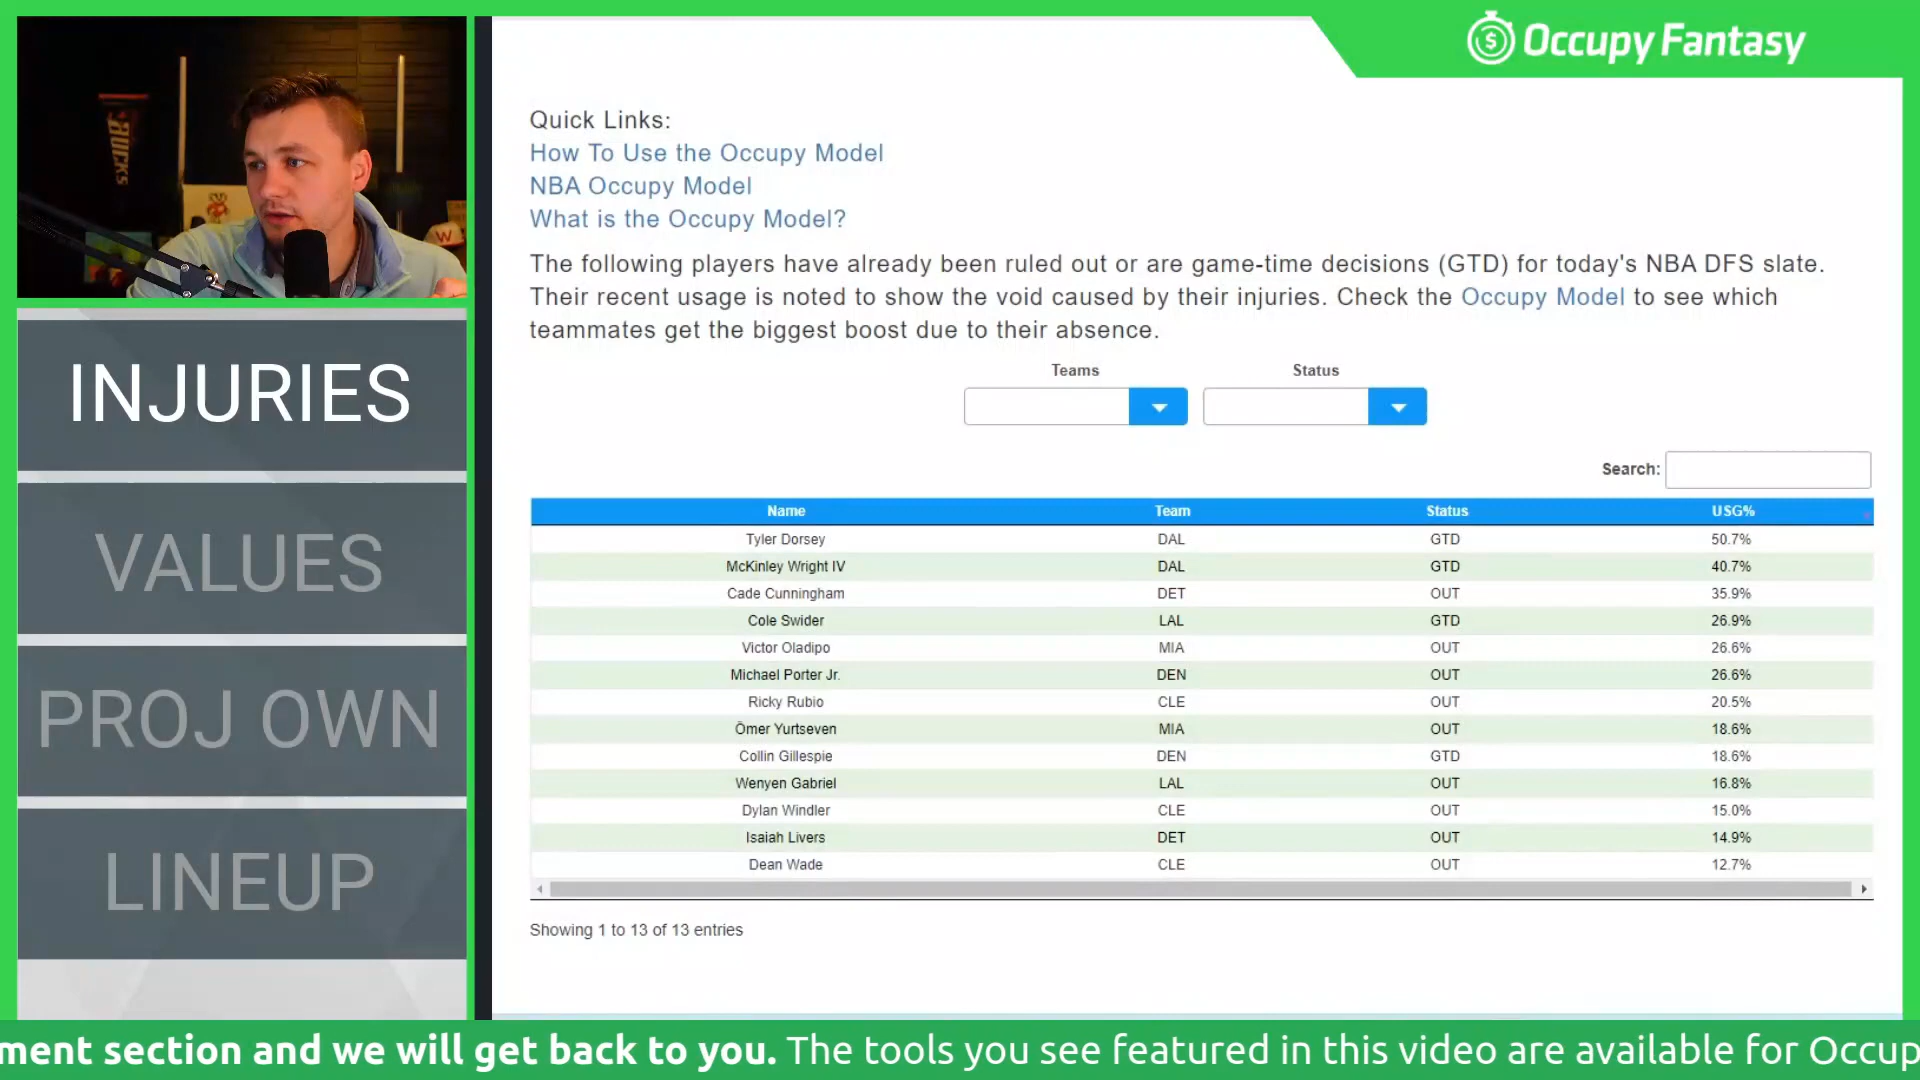 Occupy Fantasy
BUCKS
W
Quick Links:
How To Use the Occupy Model
NBA Occupy Model
What is the Occupy Model?
The following players have already been ruled out or are game-time decisions (GTD) for today's NBA DFS slate.
Their recent usage is noted to show the void caused by their injuries. Check the Occupy Model to see which
teammates get the biggest boost due to their absence.
Teams Status
Search:
INJURIES
VALUES
PROJ OWN
LINEUP
Name Team Status USG%
Tyler Dorsey DAL GTD 50.7%
McKinley Wright IV DAL GTD 40.7%
Cade Cunningham DET OUT 35.9%
Cole Swider LAL GTD 26.9%
Victor Oladipo MIA OUT 26.6%
Michael Porter Jr. DEN OUT 26.6%
Ricky Rubio CLE OUT 20.5%
Ömer Yurtseven MIA OUT 18.6%
Collin Gillespie DEN GTD 18.6%
Wenyen Gabriel LAL OUT 16.8%
Dylan Windler CLE OUT 15.0%
Isaiah Livers DET OUT 14.9%
Dean Wade CLE OUT 12.7%
Showing 1 to 13 of 13 entries
ment section and we will get back to you. The tools you see featured in this video are available for Occup